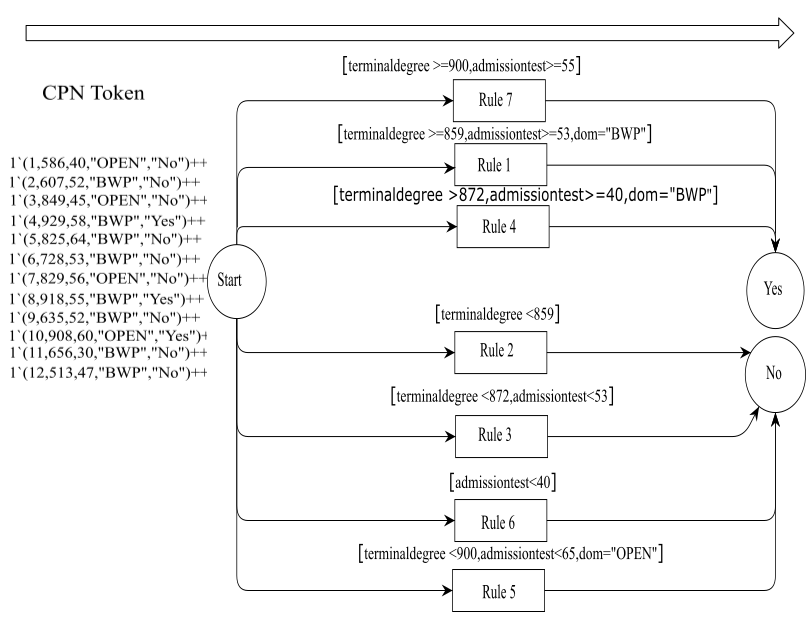 [terminaldegree >=900,admissiontest>=55]
CPN Token
Rule 7
[terminaldegree >=859,admissiontest>=53,dom="BWP"]
1`(1,586,40,"OPEN","No")++
Rule 1
1`(2,607,52,"BWP","No")++
[terminaldegree >872,admissiontest>=40,dom="BWP"]
1`(3,849,45,"OPEN","No")++
1`(4,929,58,"BWP","Yes")++
Rule 4
1`(5,825,64,"BWP","No")++
1`(6,728,53,"BWP","No")++
1`(7,829,56,"OPEN","No")++
Start
1`(8,918,55,"BWP","Yes")++
Yes
1`(9,635,52,"BWP","No")++
[terminaldegree <859]
1`(10,908,60,"OPEN","Yes")+
1`(11,656,30,"BWP","No")++
Rule 2
1`(12,513,47,"BWP","No")++
No
[terminaldegree <872,admissiontest<53]
Rule 3
[admissiontest<40]
Rule 6
[terminaldegree <900,admissiontest<65,dom="OPEN"]
Rule 5